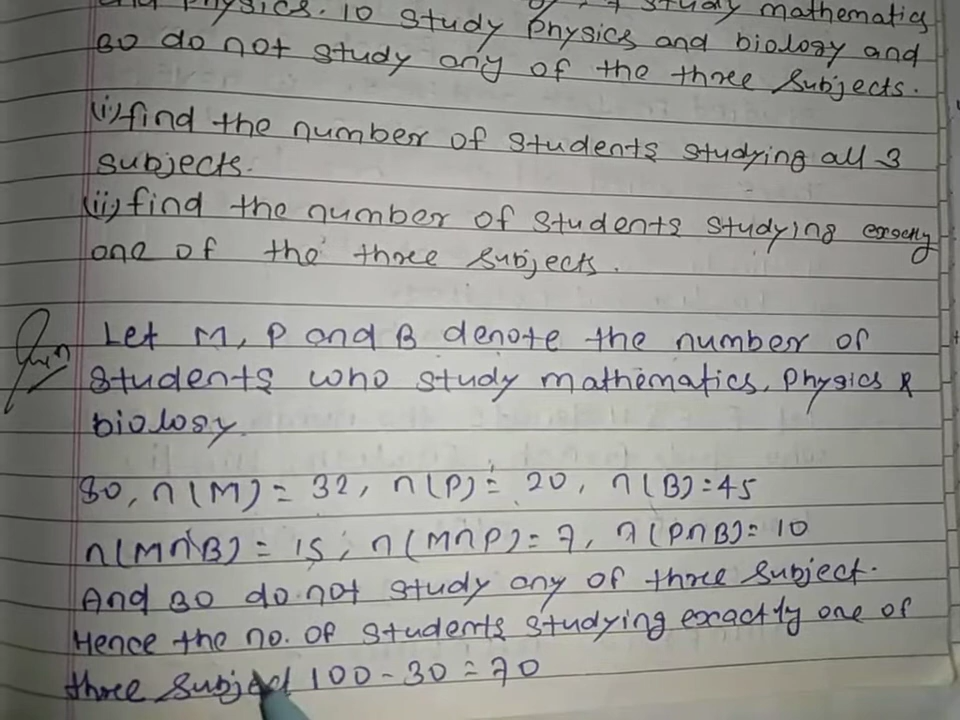 and Physics. 10 study Physics and biology and
30 do not study any of the three subjects.
(i) find the number of students studying all 3
subjects.
(ii) find the number of students studying exactly
one of the three subjects.
Let M, P and B denote the number of
students who study mathematics, Physics &
biology.
30, n(M) = 32, n(P) = 20, n(B) = 45
n(M∩B) = 15, n(M∩P) = 7, n(P∩B) = 10
And 30 do not study any of three subject.
Hence the no. of students studying exactly one of
three subject 100 - 30 = 70